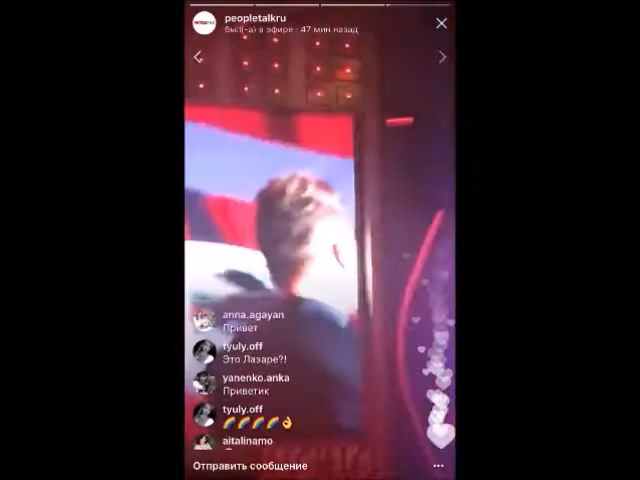 peopletalkru
был(-а) в эфире · 47 мин назад
anna.agayan
Привет
tyuly.off
Это Лазаре?!
yanenko.anka
Приветик
tyuly.off
🌈🌈🌈🌈👌
aitalinamo
Отправить сообщение